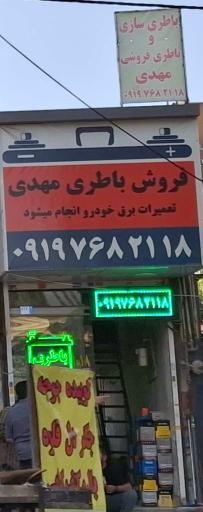 باطری سازی
و
باطری فروشی
مهدی
۰۹۱۹۷۶۸۲۱۱۸
فروش باطری مهدی
تعمیرات برق خودرو انجام میشود
۰۹۱۹۷۶۸۲۱۱۸
۰۹۱۹۷۶۸۲۱۱۸
باطری